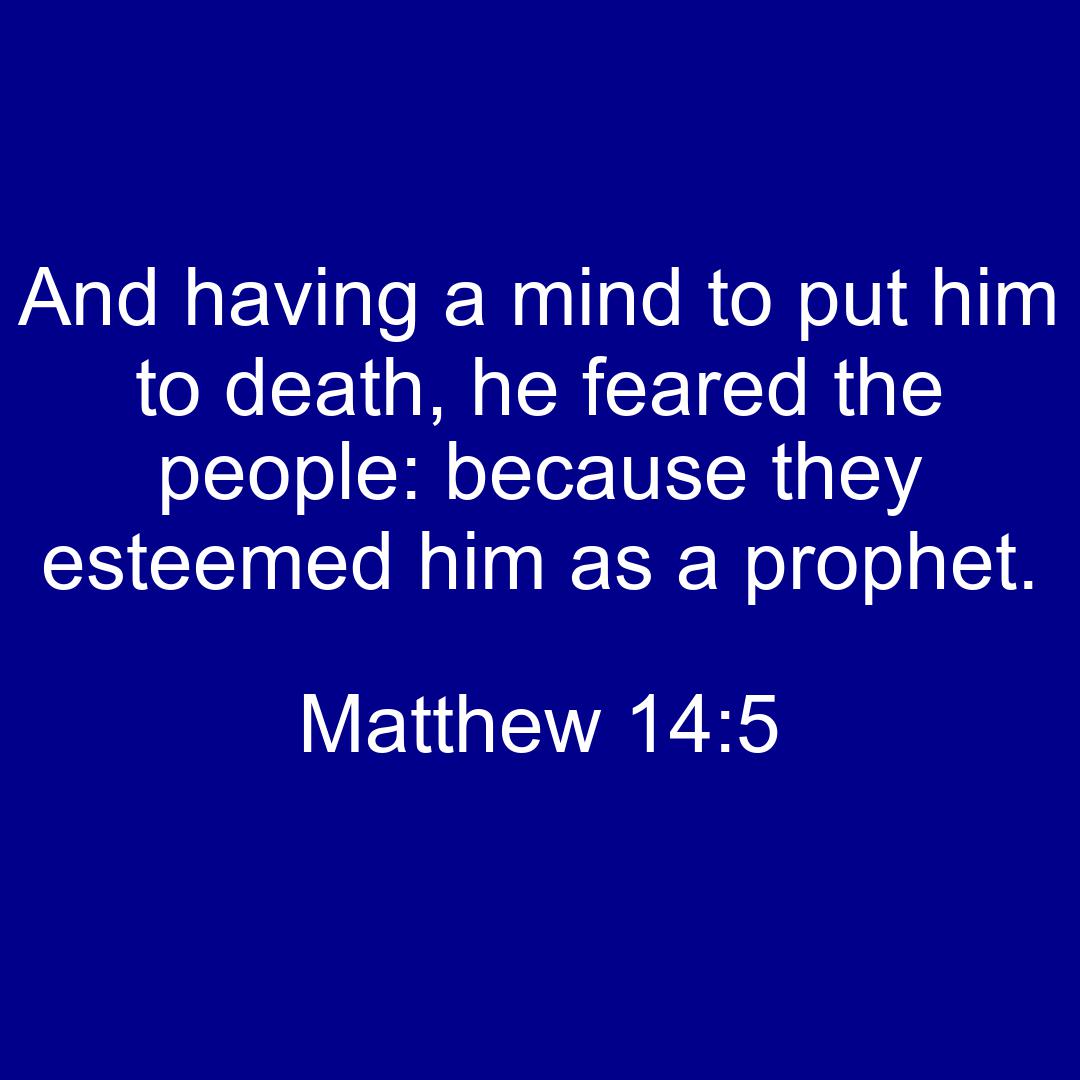 And having a mind to put him
to death, he feared the
people: because they
esteemed him as a prophet.
Matthew 14:5